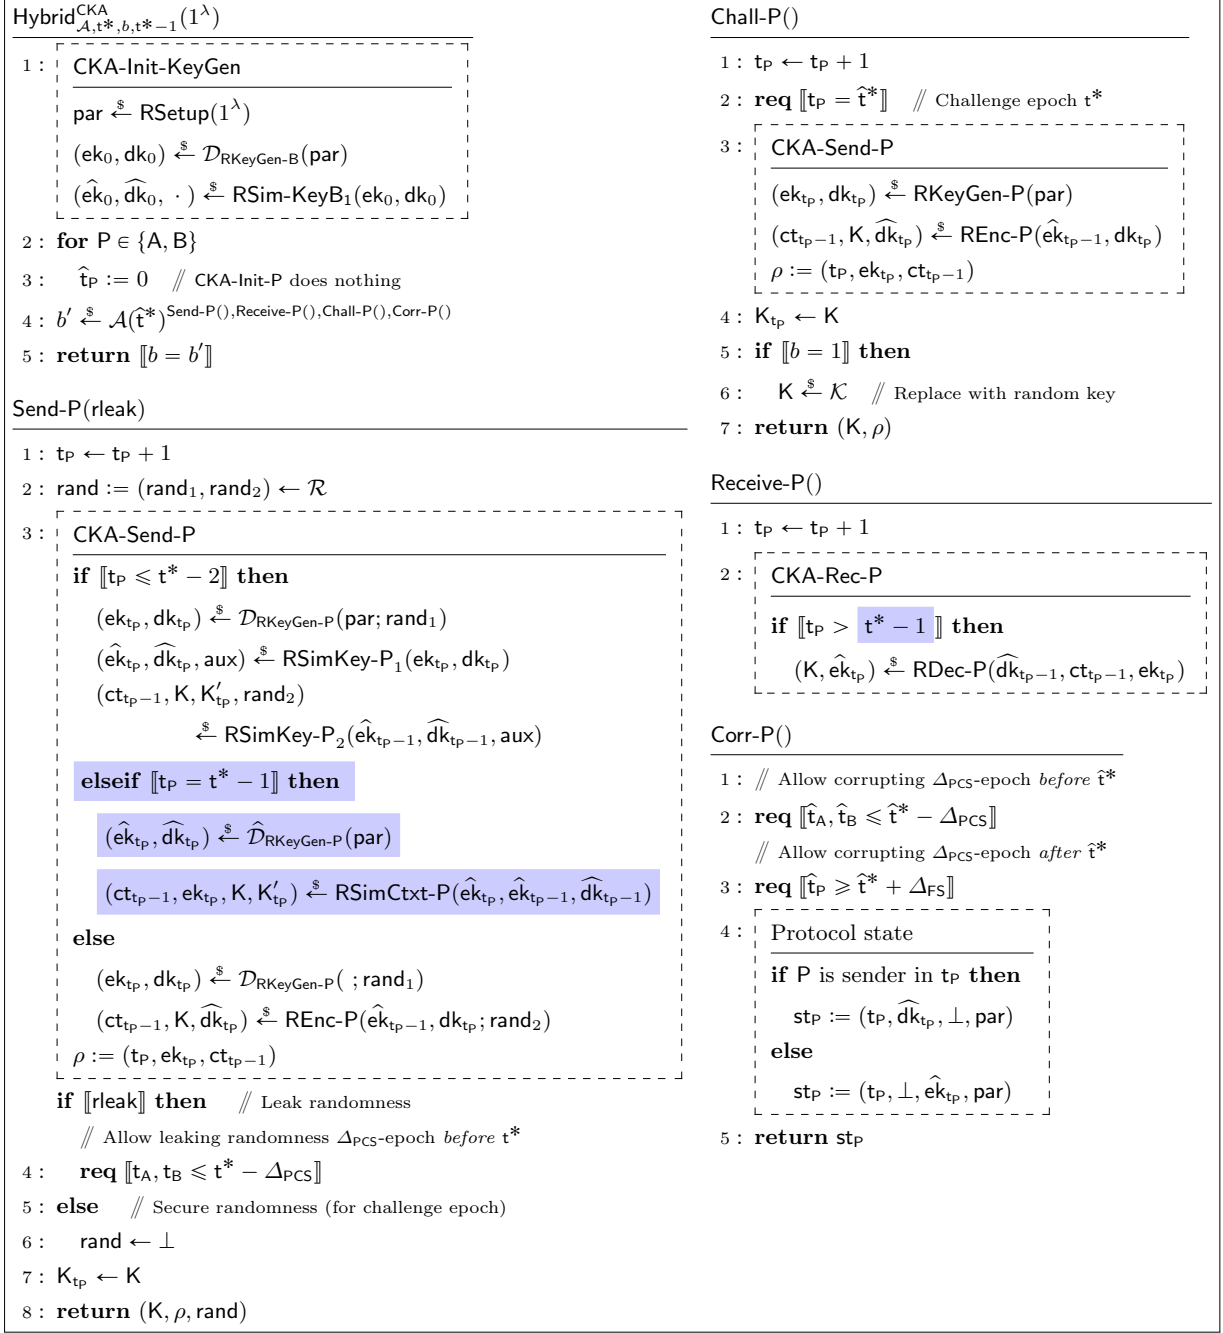 Hybrid^{CKA}_{𝒜,t*,b,t*−1}(1^λ)
1 : CKA-Init-KeyGen
par ←$ RSetup(1^λ)
(ek_0, dk_0) ←$ 𝒟_{RKeyGen-B}(par)
(êk_0, d̂k_0, · ) ←$ RSim-KeyB_1(ek_0, dk_0)
2 : for P ∈ {A, B}
3 : t̂_P := 0 // CKA-Init-P does nothing
4 : b′ ←$ 𝒜(t̂*)^{Send-P(),Receive-P(),Chall-P(),Corr-P()}
5 : return ⟦b = b′⟧
Send-P(rleak)
1 : t_P ← t_P + 1
2 : rand := (rand_1, rand_2) ← ℛ
3 : CKA-Send-P
if ⟦t_P ⩽ t* − 2⟧ then
(ek_{t_P}, dk_{t_P}) ←$ 𝒟_{RKeyGen-P}(par; rand_1)
(êk_{t_P}, d̂k_{t_P}, aux) ←$ RSimKey-P_1(ek_{t_P}, dk_{t_P})
(ct_{t_P−1}, K, K′_{t_P}, rand_2)
←$ RSimKey-P_2(êk_{t_P−1}, d̂k_{t_P−1}, aux)
elseif ⟦t_P = t* − 1⟧ then
(êk_{t_P}, d̂k_{t_P}) ←$ 𝒟̂_{RKeyGen-P}(par)
(ct_{t_P−1}, ek_{t_P}, K, K′_{t_P}) ←$ RSimCtxt-P(êk_{t_P}, êk_{t_P−1}, d̂k_{t_P−1})
else
(ek_{t_P}, dk_{t_P}) ←$ 𝒟_{RKeyGen-P}( ; rand_1)
(ct_{t_P−1}, K, d̂k_{t_P}) ←$ REnc-P(êk_{t_P−1}, dk_{t_P}; rand_2)
ρ := (t_P, ek_{t_P}, ct_{t_P−1})
if ⟦rleak⟧ then // Leak randomness
// Allow leaking randomness Δ_PCS-epoch before t*
4 : req ⟦t_A, t_B ⩽ t* − Δ_PCS⟧
5 : else // Secure randomness (for challenge epoch)
6 : rand ← ⊥
7 : K_{t_P} ← K
8 : return (K, ρ, rand)
Chall-P()
1 : t_P ← t_P + 1
2 : req ⟦t_P = t̂*⟧ // Challenge epoch t*
3 : CKA-Send-P
(ek_{t_P}, dk_{t_P}) ←$ RKeyGen-P(par)
(ct_{t_P−1}, K, d̂k_{t_P}) ←$ REnc-P(êk_{t_P−1}, dk_{t_P})
ρ := (t_P, ek_{t_P}, ct_{t_P−1})
4 : K_{t_P} ← K
5 : if ⟦b = 1⟧ then
6 : K ←$ 𝒦 // Replace with random key
7 : return (K, ρ)
Receive-P()
1 : t_P ← t_P + 1
2 : CKA-Rec-P
if ⟦t_P > t* − 1 ⟧ then
(K, êk_{t_P}) ←$ RDec-P(d̂k_{t_P−1}, ct_{t_P−1}, ek_{t_P})
Corr-P()
1 : // Allow corrupting Δ_PCS-epoch before t̂*
2 : req ⟦t̂_A, t̂_B ⩽ t̂* − Δ_PCS⟧
// Allow corrupting Δ_PCS-epoch after t̂*
3 : req ⟦t̂_P ⩾ t̂* + Δ_FS⟧
4 : Protocol state
if P is sender in t_P then
st_P := (t_P, d̂k_{t_P}, ⊥, par)
else
st_P := (t_P, ⊥, êk_{t_P}, par)
5 : return st_P